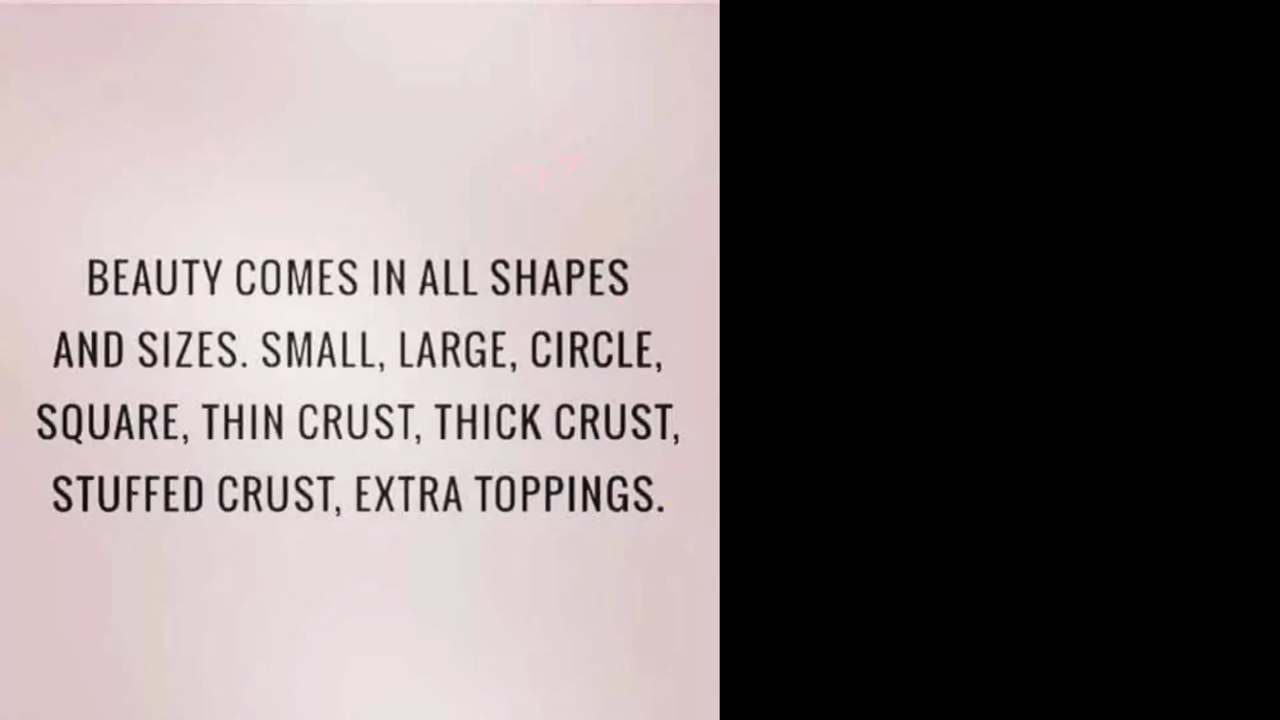 BEAUTY COMES IN ALL SHAPES
AND SIZES. SMALL, LARGE, CIRCLE,
SQUARE, THIN CRUST, THICK CRUST,
STUFFED CRUST, EXTRA TOPPINGS.